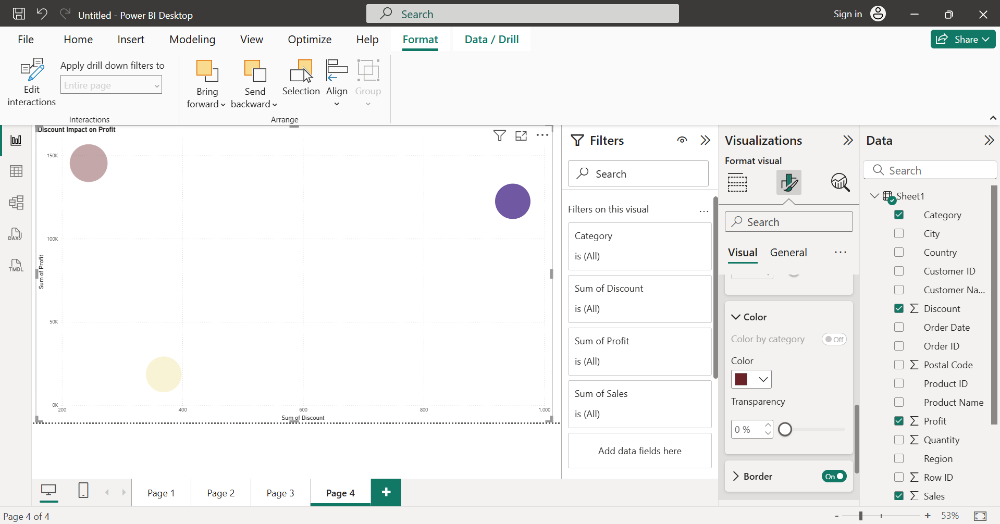 Untitled - Power BI Desktop
Search
Sign in
File
Home
Insert
Modeling
View
Optimize
Help
Format
Data / Drill
Share
Edit
interactions
Apply drill down filters to
Entire page
Interactions
Bring
forward
Send
backward
Selection
Align
Group
Arrange
DAX
TMDL
Discount Impact on Profit
150K
100K
50K
0K
Sum of Profit
200
400
600
800
1,000
Sum of Discount
Filters
Search
Filters on this visual
...
Category
is (All)
Sum of Discount
is (All)
Sum of Profit
is (All)
Sum of Sales
is (All)
Add data fields here
Visualizations
Format visual
Search
Visual
General
...
Color
Color by category
Off
Color
Transparency
0 %
Border
On
Data
Search
Sheet1
Category
City
Country
Customer ID
Customer Na...
Discount
Order Date
Order ID
Postal Code
Product ID
Product Name
Profit
Quantity
Region
Row ID
Sales
Page 1
Page 2
Page 3
Page 4
+
Page 4 of 4
-
+
53%